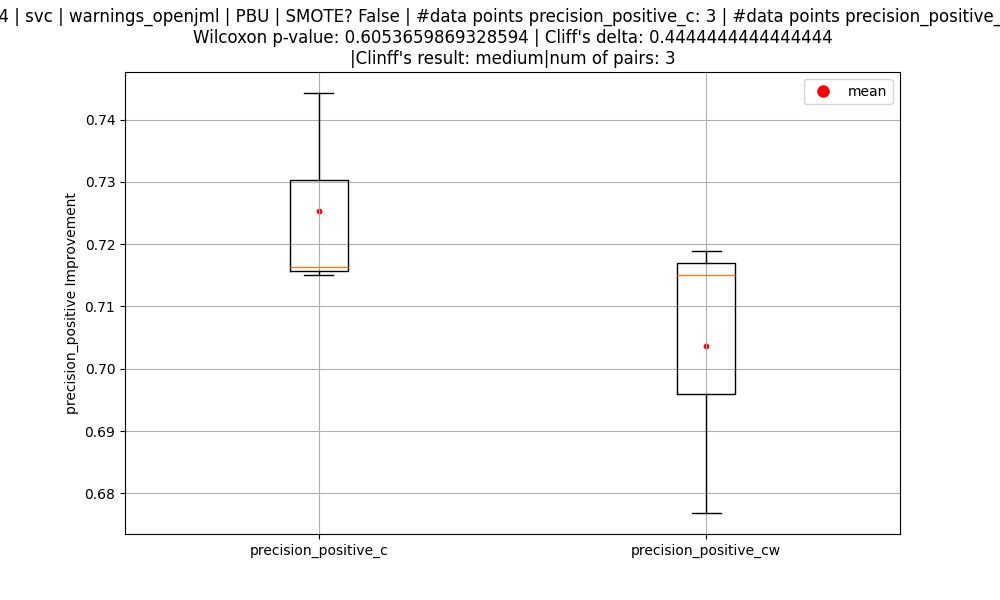 4 | svc | warnings_openjml | PBU | SMOTE? False | #data points precision_positive_c: 3 | #data points precision_positive_
Wilcoxon p-value: 0.6053659869328594 | Cliff's delta: 0.4444444444444444
|Clinff's result: medium|num of pairs: 3
mean
0.74
0.73
0.72
0.71
0.70
0.69
0.68
precision_positive Improvement
precision_positive_c
precision_positive_cw